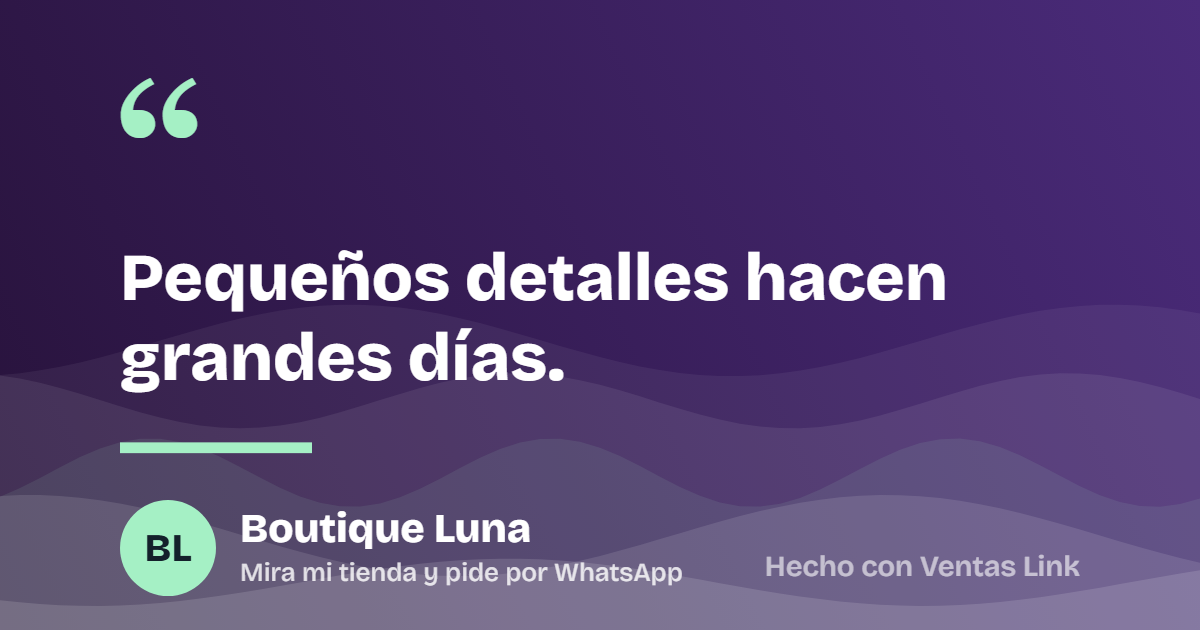 “
Pequeños detalles hacen
grandes días.
BL
Boutique Luna
Mira mi tienda y pide por WhatsApp
Hecho con Ventas Link